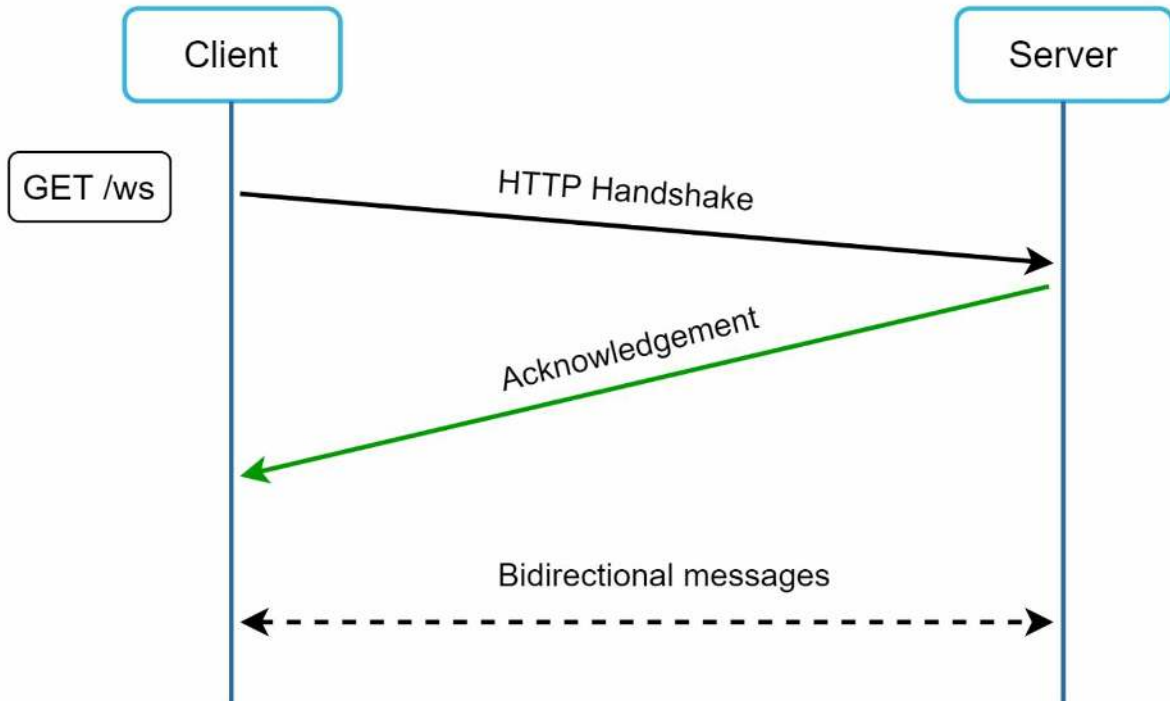 Client
Server
GET /ws
HTTP Handshake
Acknowledgement
Bidirectional messages